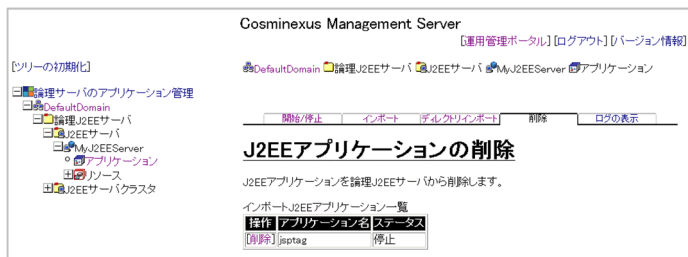 Cosminexus Management Server
[運用管理ポータル] [ログアウト] [バージョン情報]
[ツリーの初期化]
DefaultDomain 論理J2EEサーバ J2EEサーバ MyJ2EEServer アプリケーション
論理サーバのアプリケーション管理
DefaultDomain
論理J2EEサーバ
J2EEサーバ
MyJ2EEServer
アプリケーション
リソース
J2EEサーバクラスタ
開始/停止 インポート ディレクトリインポート 削除 ログの表示
J2EEアプリケーションの削除
J2EEアプリケーションを論理J2EEサーバから削除します。
インポートJ2EEアプリケーション一覧
操作 アプリケーション名 ステータス
[削除] jsptag 停止